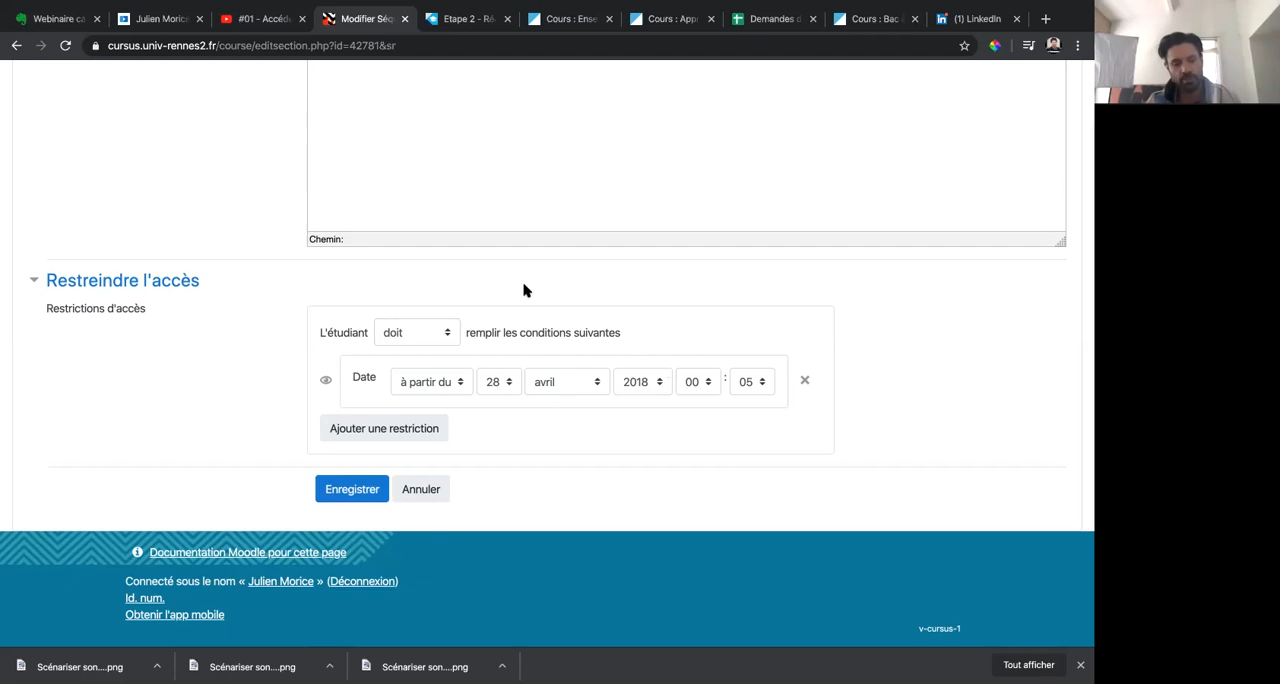 Webinaire ca
Julien Morice
#01 - Accéde
Modifier Séq
Etape 2 - Ré
Cours : Ense
Cours : Appr
Demandes d
Cours : Bac
(1) LinkedIn
cursus.univ-rennes2.fr/course/editsection.php?id=42781&sr
Chemin:
Restreindre l'accès
Restrictions d'accès
L'étudiant doit remplir les conditions suivantes
Date à partir du 28 avril 2018 00 : 05
Ajouter une restriction
Enregistrer Annuler
Documentation Moodle pour cette page
Connecté sous le nom « Julien Morice » (Déconnexion)
Id. num.
Obtenir l'app mobile
v-cursus-1
Scénariser son....png Scénariser son....png Scénariser son....png Tout afficher